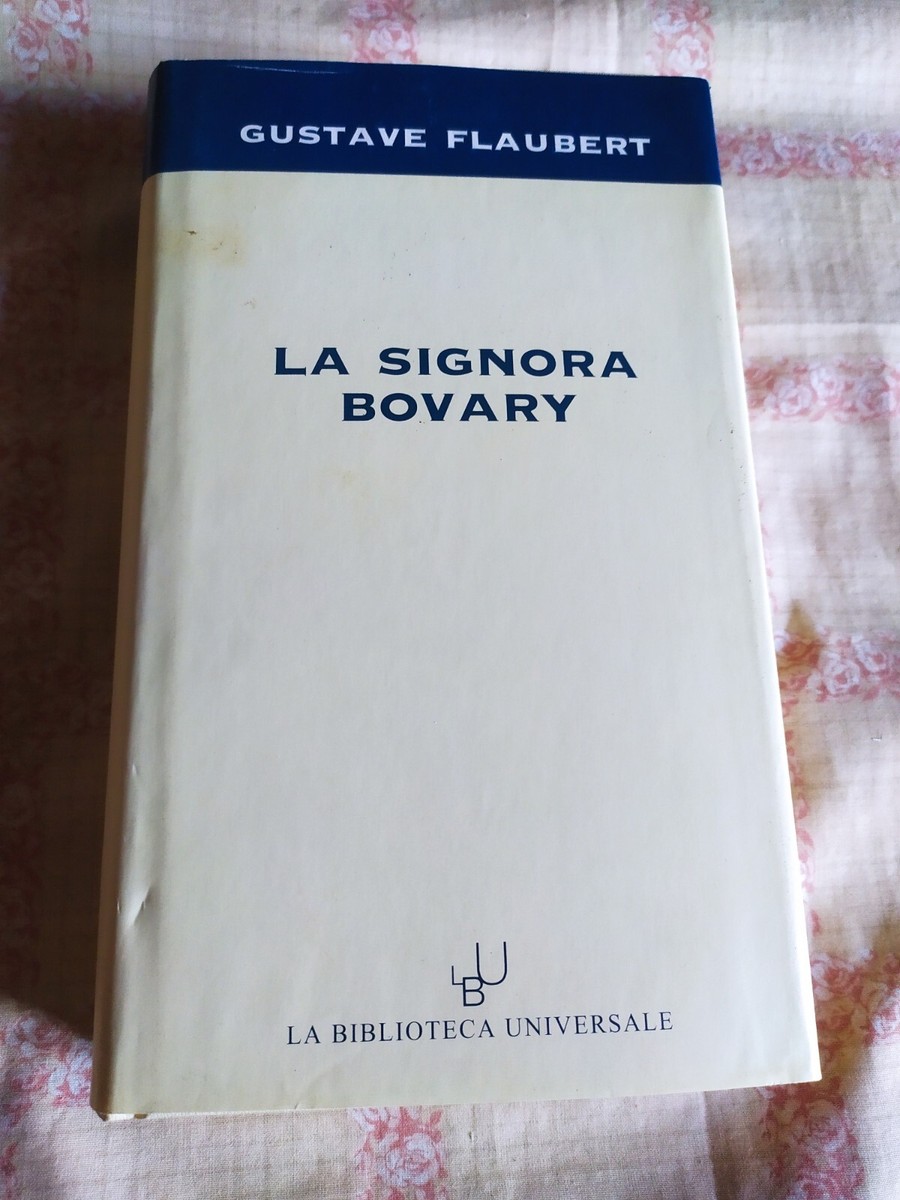 GUSTAVE FLAUBERT
LA SIGNORA
BOVARY
LBU
LA BIBLIOTECA UNIVERSALE